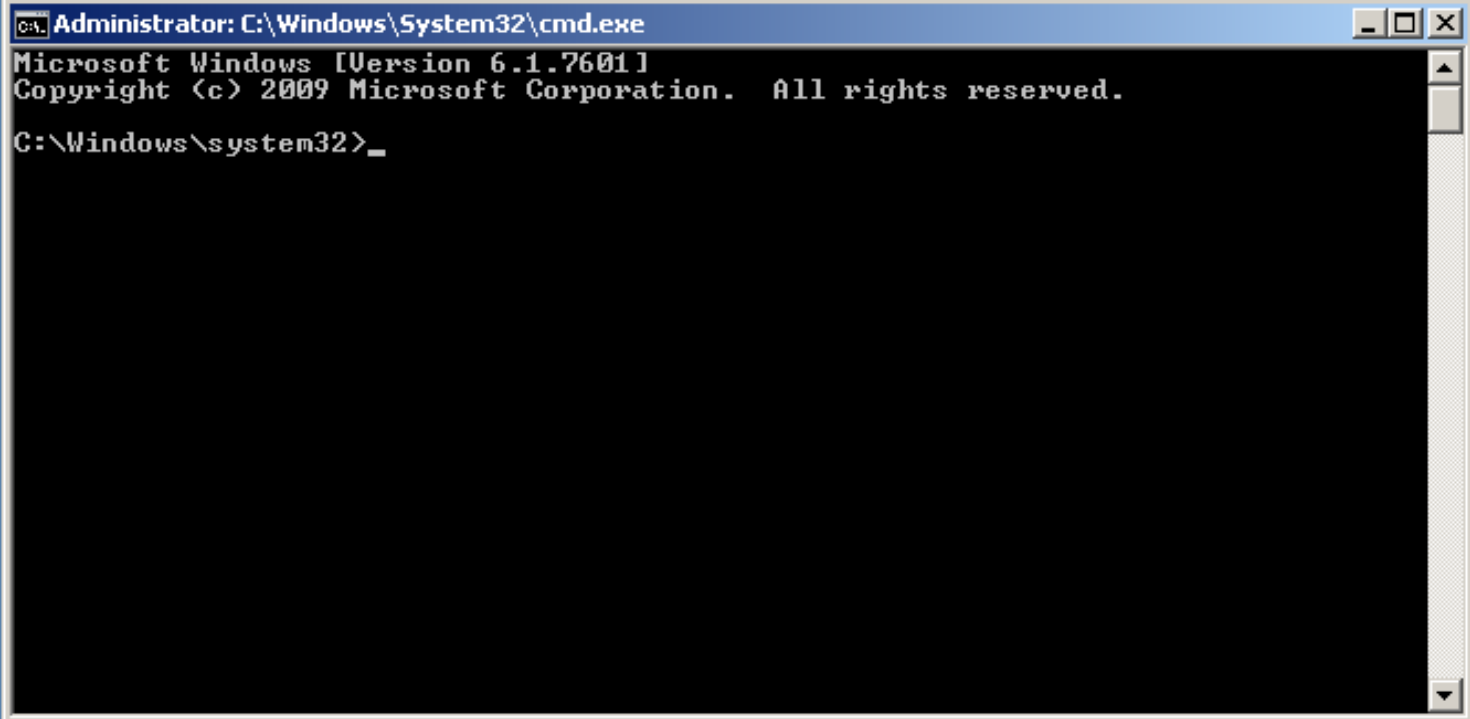 Administrator: C:\Windows\System32\cmd.exe
Microsoft Windows [Version 6.1.7601]
Copyright (c) 2009 Microsoft Corporation.  All rights reserved.
C:\Windows\system32>_